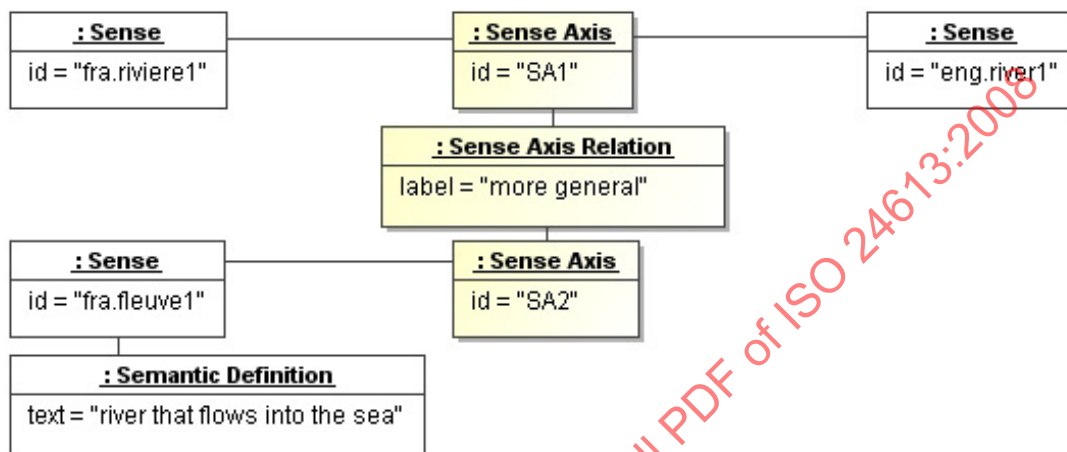 : Sense
id = "fra.riviere1"
: Sense Axis
id = "SA1"
: Sense
id = "eng.river1"
: Sense Axis Relation
label = "more general"
: Sense
id = "fra.fleuve1"
: Sense Axis
id = "SA2"
: Semantic Definition
text = "river that flows into the sea"
PDF of ISO 24613:2008